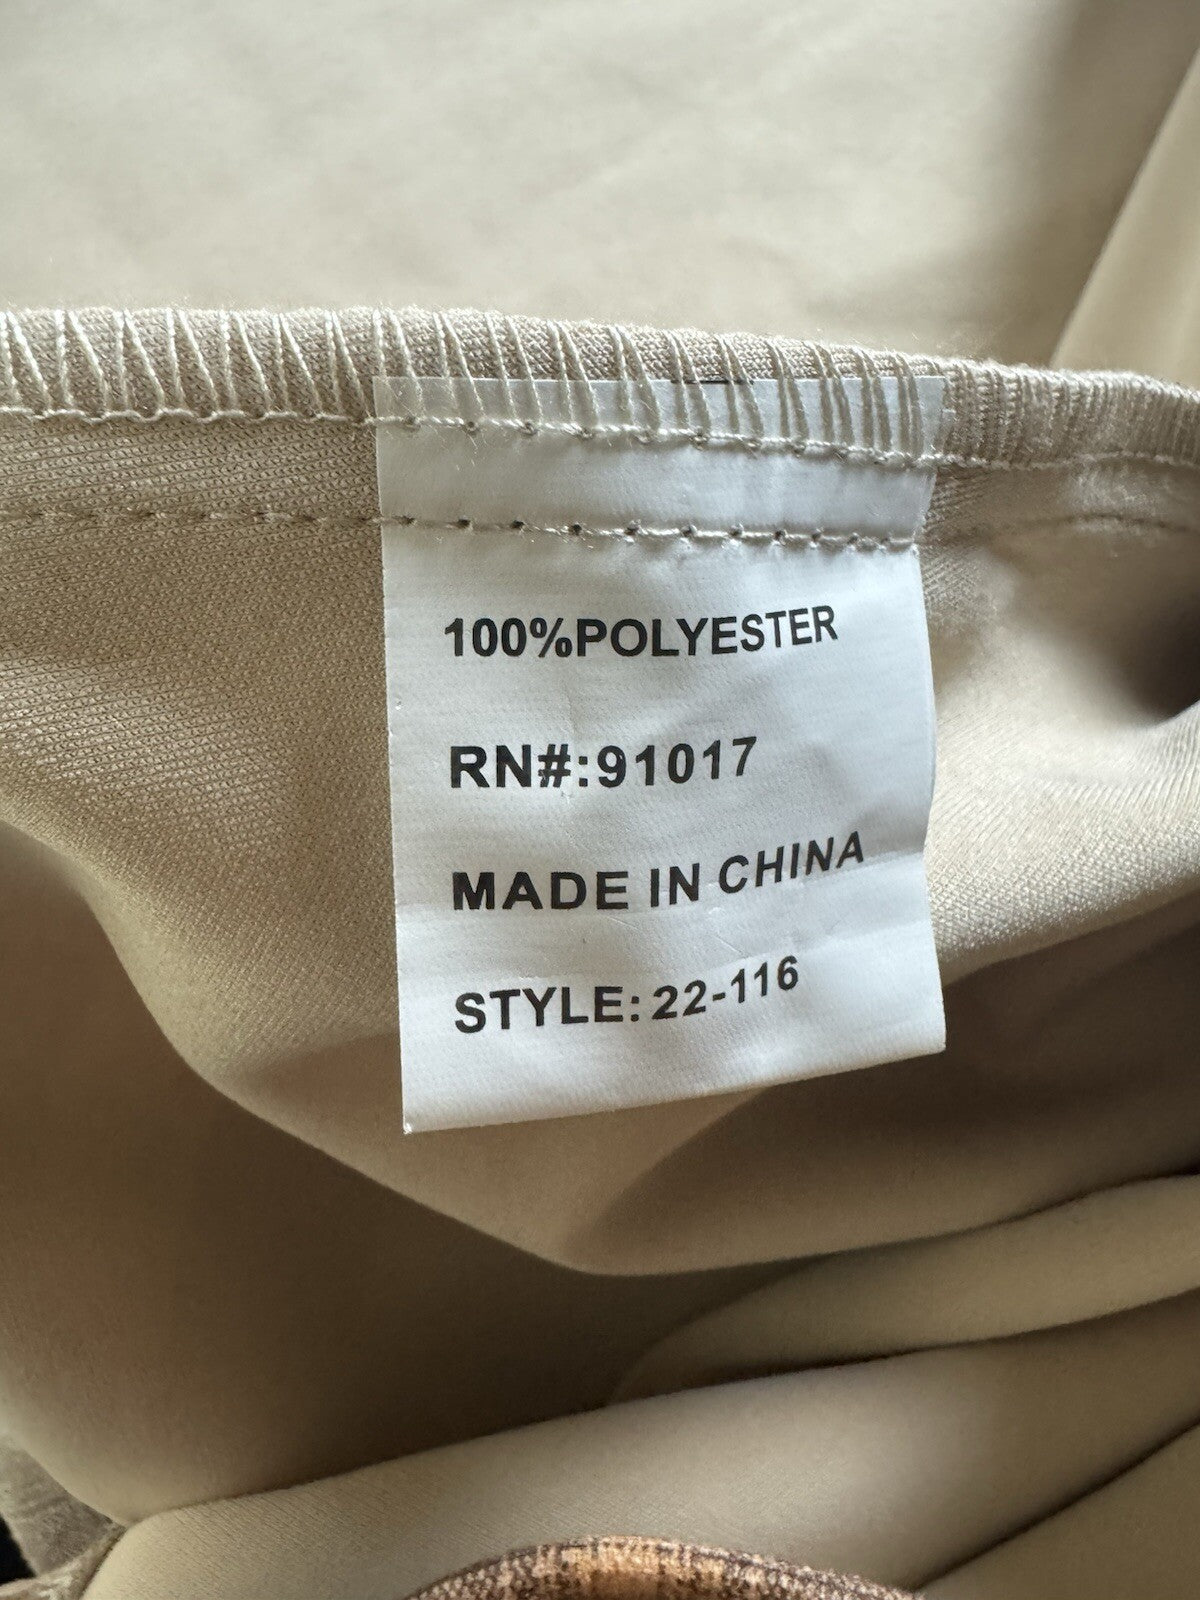 100%POLYESTER
RN#:91017
MADE IN CHINA
STYLE: 22-116